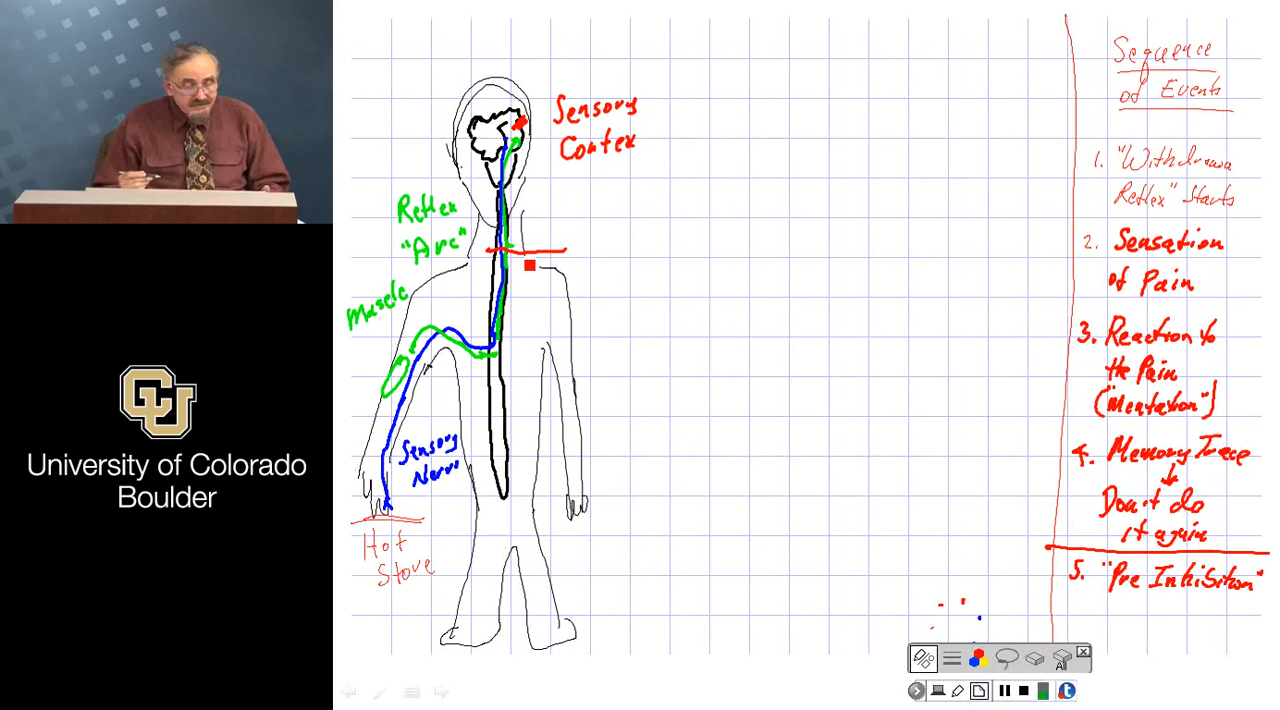 University of Colorado
Boulder
Sensory
Cortex
Reflex
"Arc"
Muscle
Sensory
Nerv
Hot
Stove
Sequence
of Events
1. "Withdrawa
Reflex" Starts
2. Sensation
of Pain
3. Reaction to
the Pain
("Mentation")
4. Memory Trace
Don't do
it again
5. "Pre Inhibition"